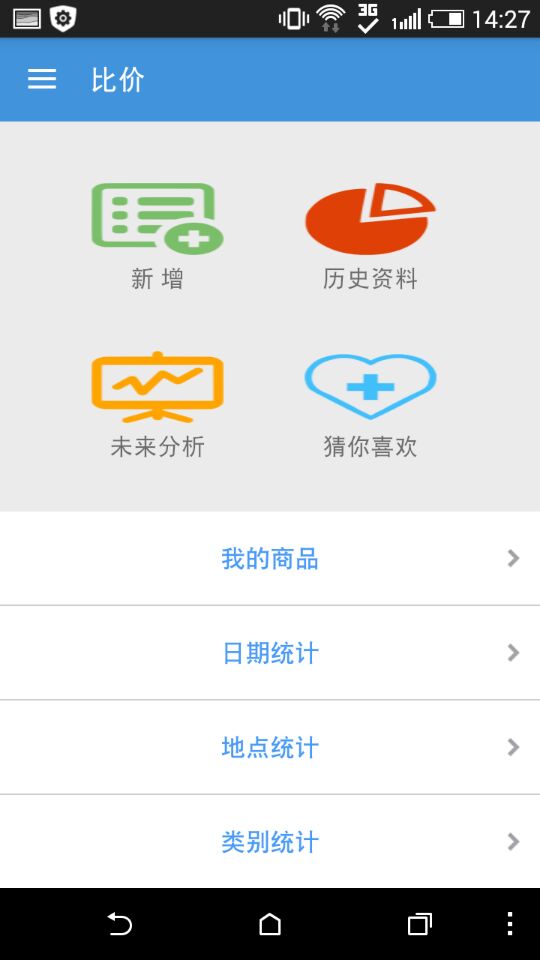 3G
1
14:27
比价
新 增
历史资料
未来分析
猜你喜欢
我的商品
日期统计
地点统计
类别统计